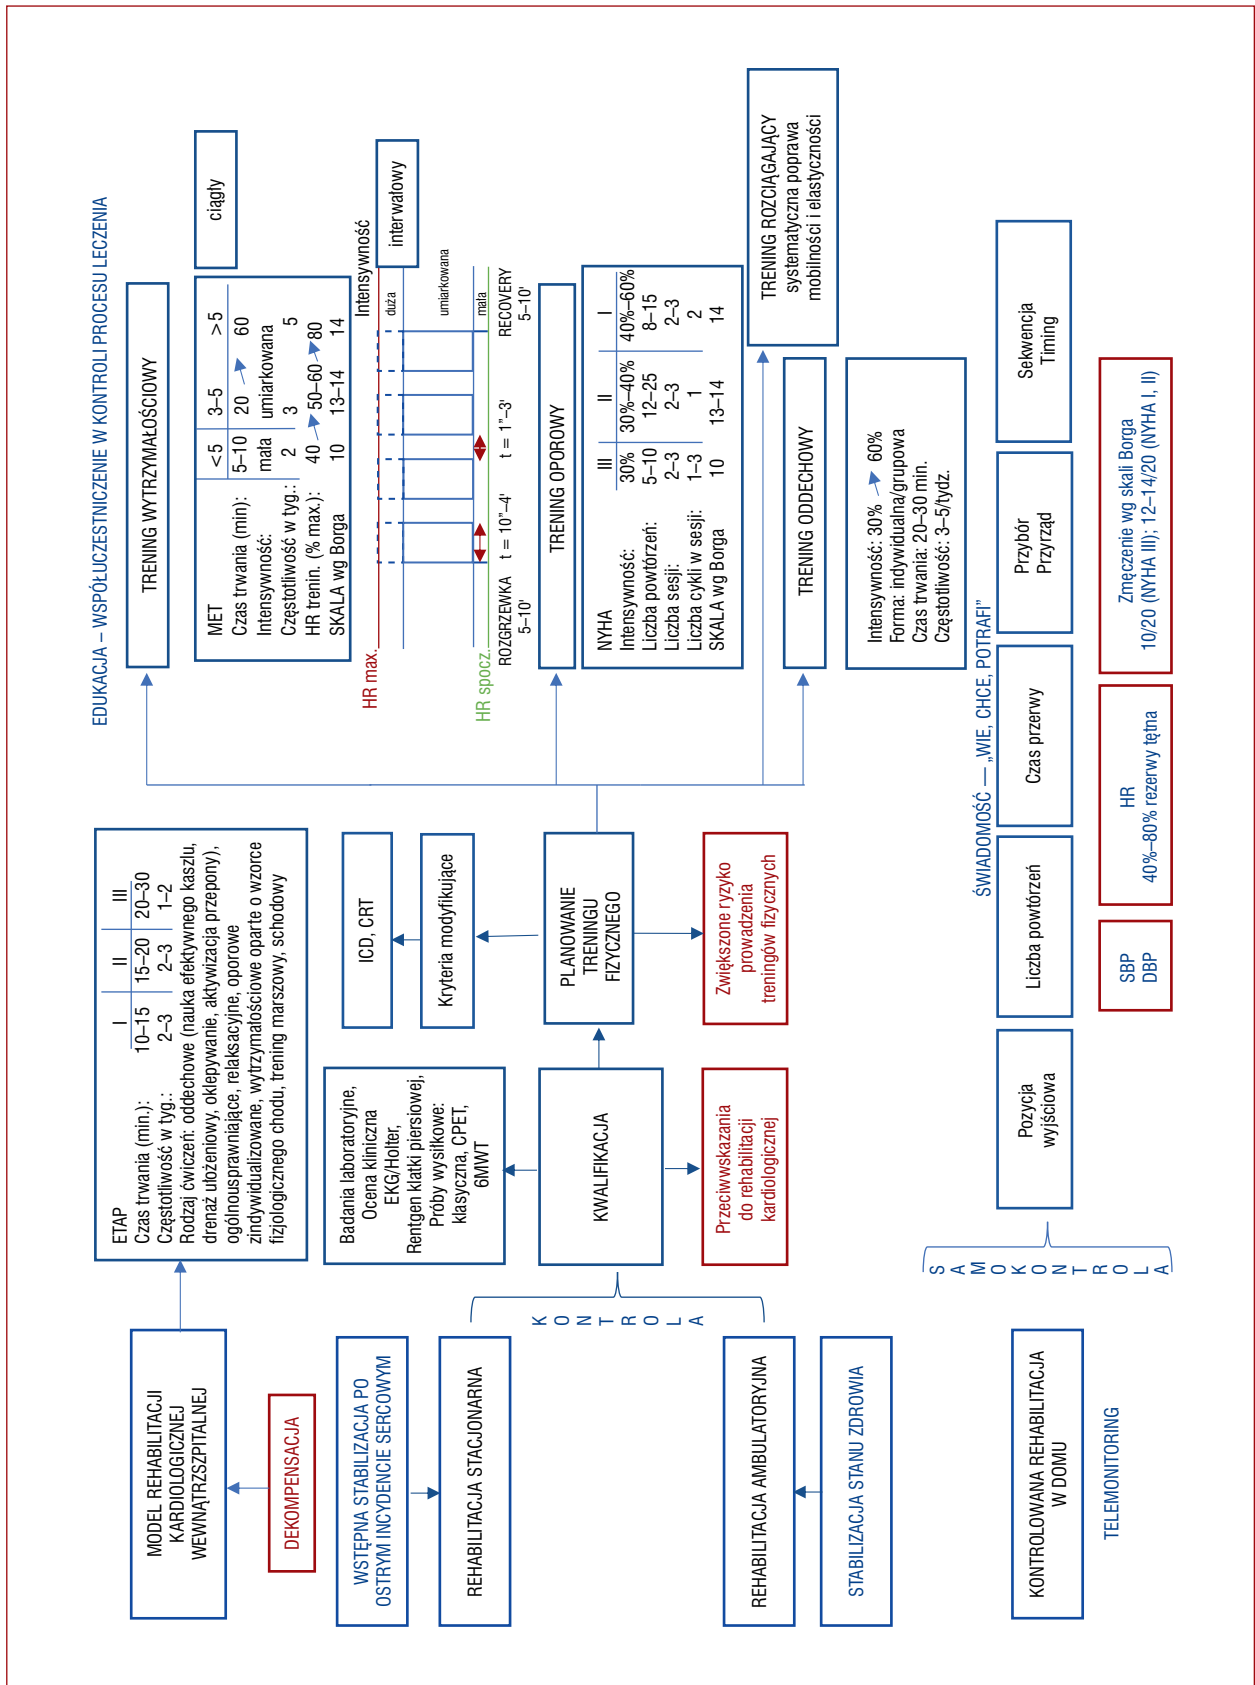 EDUKACJA – WSPÓŁUCZESTNICZENIE W KONTROLI PROCESU LECZENIA
MODEL REHABILITACJI
KARDIOLOGICZNEJ
WEWNĄTRZSZPITALNEJ
DEKOMPENSACJA
ETAP I II III
Czas trwania (min.): 10–15 15–20 20–30
Częstotliwość w tyg.: 2–3 2–3 1–2
Rodzaj ćwiczeń: oddechowe (nauka efektywnego kaszlu,
drenaż ułożeniowy, oklepywanie, aktywizacja przepony),
ogólnousprawniające, relaksacyjne, oporowe
zindywidualizowane, wytrzymałościowe oparte o wzorce
fizjologicznego chodu, trening marszowy, schodowy
WSTĘPNA STABILIZACJA PO
OSTRYM INCYDENCIE SERCOWYM
REHABILITACJA STACJONARNA
KONTROLA
REHABILITACJA AMBULATORYJNA
STABILIZACJA STANU ZDROWIA
Badania laboratoryjne,
Ocena kliniczna
EKG/Holter,
Rentgen klatki piersiowej,
Próby wysiłkowe:
klasyczna, CPET,
6MWT
KWALIFIKACJA
Przeciwwskazania
do rehabilitacji
kardiologicznej
ICD, CRT
Kryteria modyfikujące
PLANOWANIE
TRENINGU
FIZYCZNEGO
Zwiększone ryzyko
prowadzenia
treningów fizycznych
TRENING WYTRZYMAŁOŚCIOWY
MET <5 3–5 >5
Czas trwania (min): 5–10 20 60
Intensywność: mała umiarkowana
Częstotliwość w tyg.: 2 3 5
HR trenin. (% max.): 40 50–60 80
SKALA wg Borga 10 13–14 14
ciągły
Intensywność
interwałowy
HR max.
duża
umiarkowana
mała
HR spocz.
ROZGRZEWKA
5–10'
t = 10"–4'
t = 1"–3'
RECOVERY
5–10'
TRENING OPOROWY
NYHA III II I
Intensywność: 30% 30%–40% 40%–60%
Liczba powtórzeń: 5–10 12–25 8–15
Liczba sesji: 2–3 2–3 2–3
Liczba cykli w sesji: 1–3 1 2
SKALA wg Borga 10 13–14 14
TRENING ROZCIĄGAJĄCY
systematyczna poprawa
mobilności i elastyczności
TRENING ODDECHOWY
Intensywność: 30% 60%
Forma: indywidualna/grupowa
Czas trwania: 20–30 min.
Częstotliwość: 3–5/tydz.
ŚWIADOMOŚĆ — „WIE, CHCE, POTRAFI”
KONTROLOWANA REHABILITACJA
W DOMU
TELEMONITORING
SAMOKONTROLA
Pozycja
wyjściowa
Liczba powtórzeń
Czas przerwy
Przybór
Przyrząd
Sekwencja
Timing
SBP
DBP
HR
40%–80% rezerwy tętna
Zmęczenie wg skali Borga
10/20 (NYHA III); 12–14/20 (NYHA I, II)